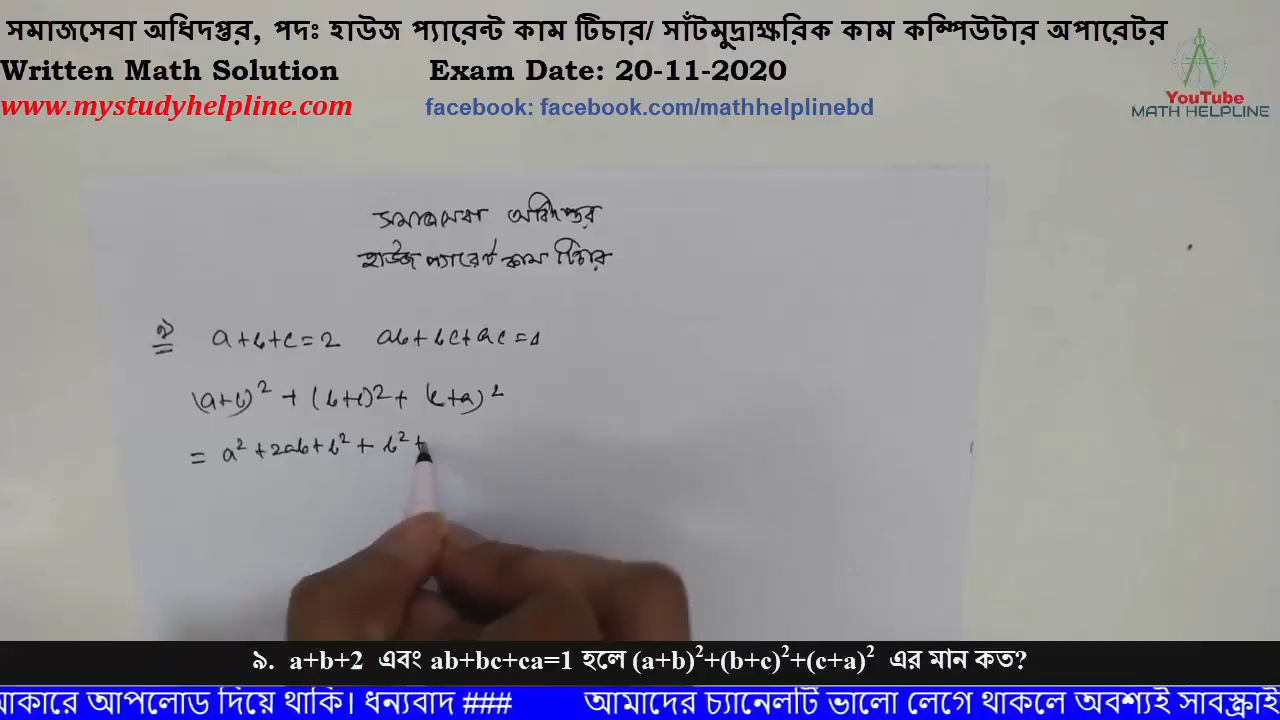 সমাজসেবা অধিদপ্তর, পদঃ হাউজ প্যারেন্ট কাম টিচার/ সাঁটমুদ্রাক্ষরিক কাম কম্পিউটার অপারেটর
Written Math Solution Exam Date: 20-11-2020
www.mystudyhelpline.com facebook: facebook.com/mathhelplinebd
YouTube
MATH HELPLINE
সমাজসেবা অধিদপ্তর
হাউজ প্যারেন্ট কাম টিচার
৯ a+b+c=2 ab+bc+ac=1
(a+b)² + (b+c)² + (c+a)²
= a² + 2ab + b² + b² +
৯. a+b+2 এবং ab+bc+ca=1 হলে (a+b)²+(b+c)²+(c+a)² এর মান কত?
আকারে আপলোড দিয়ে থাকি। ধন্যবাদ ### আমাদের চ্যানেলটি ভালো লেগে থাকলে অবশ্যই সাবস্ক্রাই